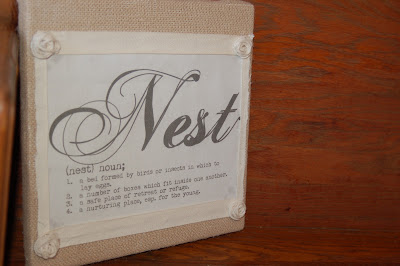 Nest
(nest) noun;
1. a bed formed by birds or insects in which to
lay eggs.
2. a number of boxes which fit inside one another.
3. a safe place of retreat or refuge.
4. a nurturing place, esp. for the young.